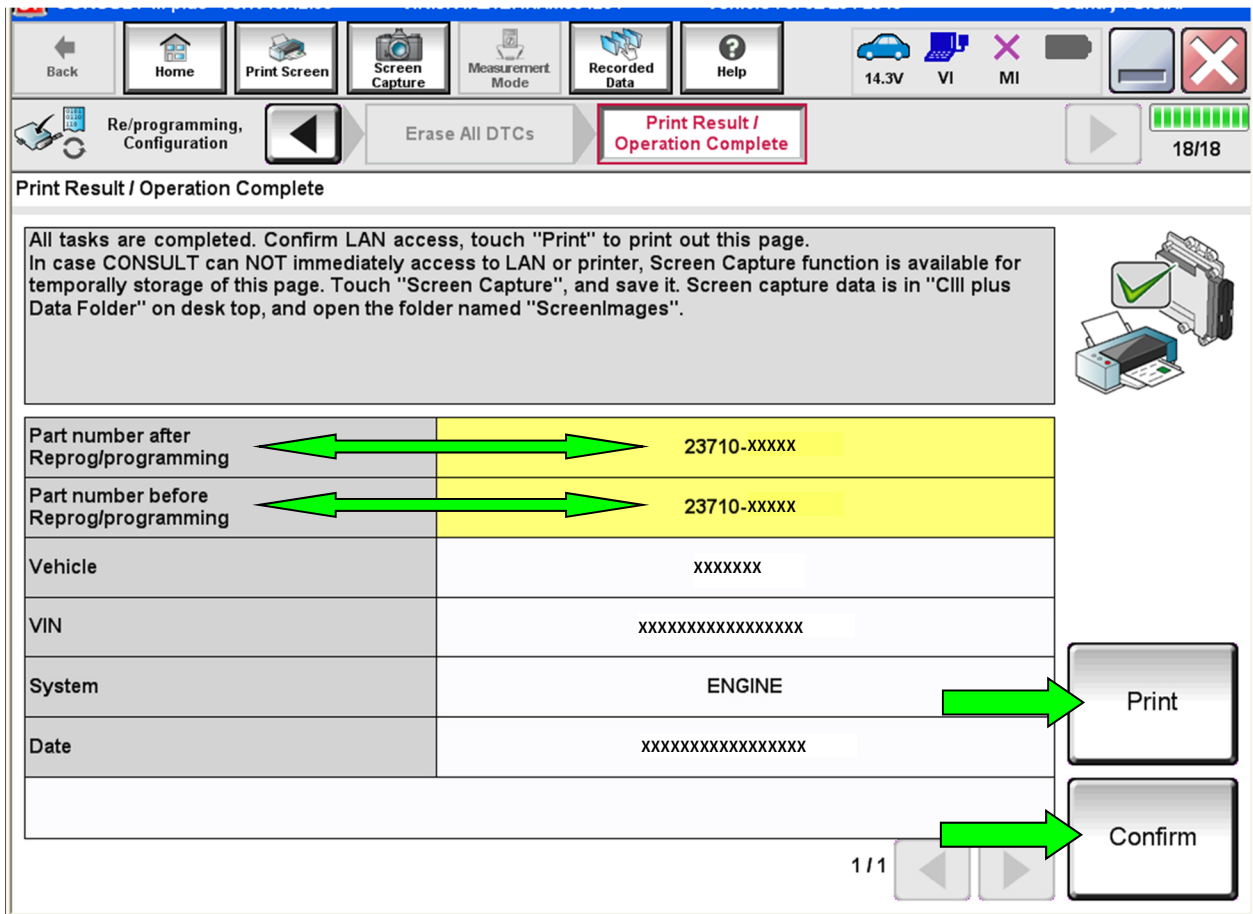 Back
Home
Print Screen
Screen
Capture
Measurement
Mode
Recorded
Data
Help
14.3V
VI
MI
Re/programming,
Configuration
Erase All DTCs
Print Result /
Operation Complete
18/18
Print Result / Operation Complete
All tasks are completed. Confirm LAN access, touch "Print" to print out this page.
In case CONSULT can NOT immediately access to LAN or printer, Screen Capture function is available for
temporally storage of this page. Touch "Screen Capture", and save it. Screen capture data is in "CIII plus
Data Folder" on desk top, and open the folder named "ScreenImages".
Part number after
Reprog/programming
23710-XXXXX
Part number before
Reprog/programming
23710-XXXXX
Vehicle
XXXXXXX
VIN
XXXXXXXXXXXXXXXXX
System
ENGINE
Date
XXXXXXXXXXXXXXXXX
Print
Confirm
1/1